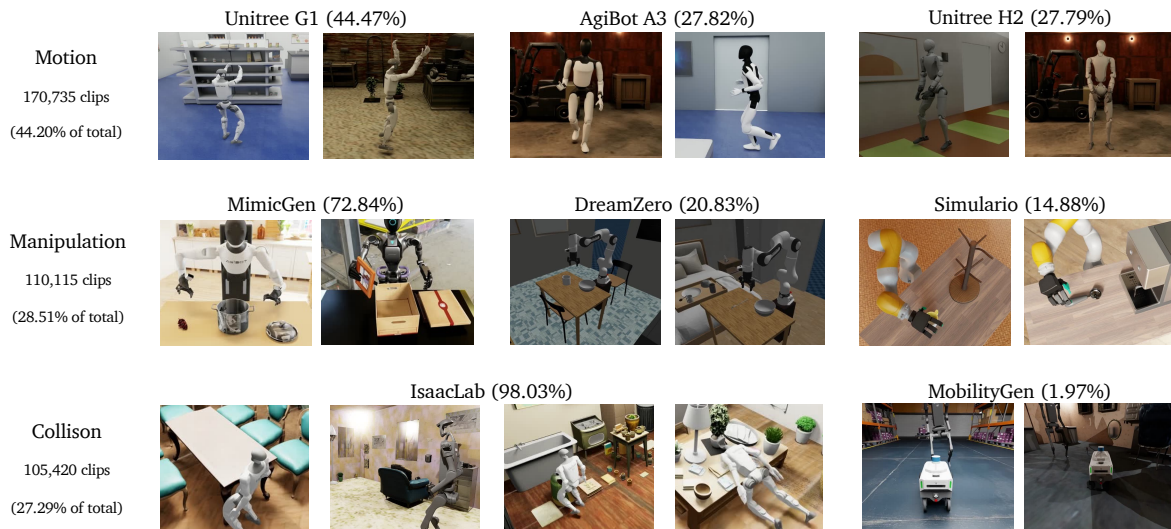 Unitree G1 (44.47%)
AgiBot A3 (27.82%)
Unitree H2 (27.79%)
Motion
170,735 clips
(44.20% of total)
MimicGen (72.84%)
DreamZero (20.83%)
Simulario (14.88%)
Manipulation
110,115 clips
(28.51% of total)
IsaacLab (98.03%)
MobilityGen (1.97%)
Collison
105,420 clips
(27.29% of total)